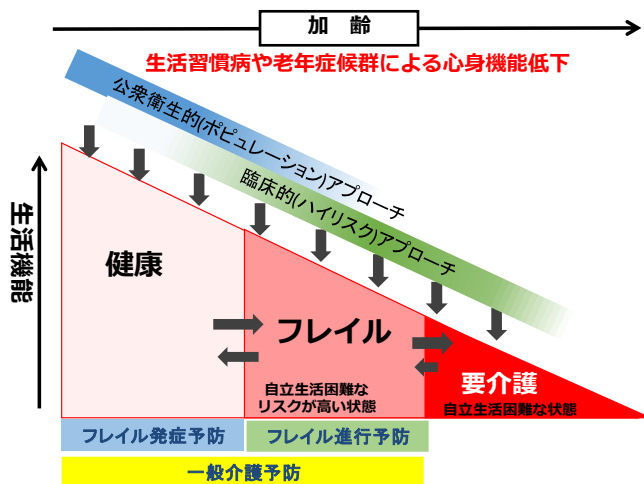 加 齢
生活習慣病や老年症候群による心身機能低下
公衆衛生的(ポピュレーション)アプローチ
臨床的(ハイリスク)アプローチ
生活機能
健康
フレイル
自立生活困難な
リスクが高い状態
要介護
自立生活困難な状態
フレイル発症予防
フレイル進行予防
一般介護予防